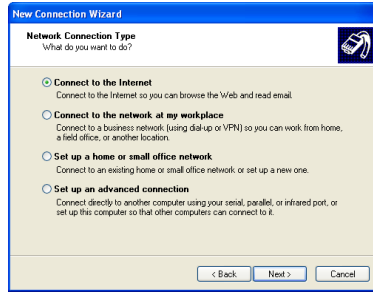 New Connection Wizard
Network Connection Type
What do you want to do?
Connect to the Internet
Connect to the Internet so you can browse the Web and read email.
Connect to the network at my workplace
Connect to a business network (using dial-up or VPN) so you can work from home,
a field office, or another location.
Set up a home or small office network
Connect to an existing home or small office network or set up a new one.
Set up an advanced connection
Connect directly to another computer using your serial, parallel, or infrared port, or
set up this computer so that other computers can connect to it.
< Back Next > Cancel